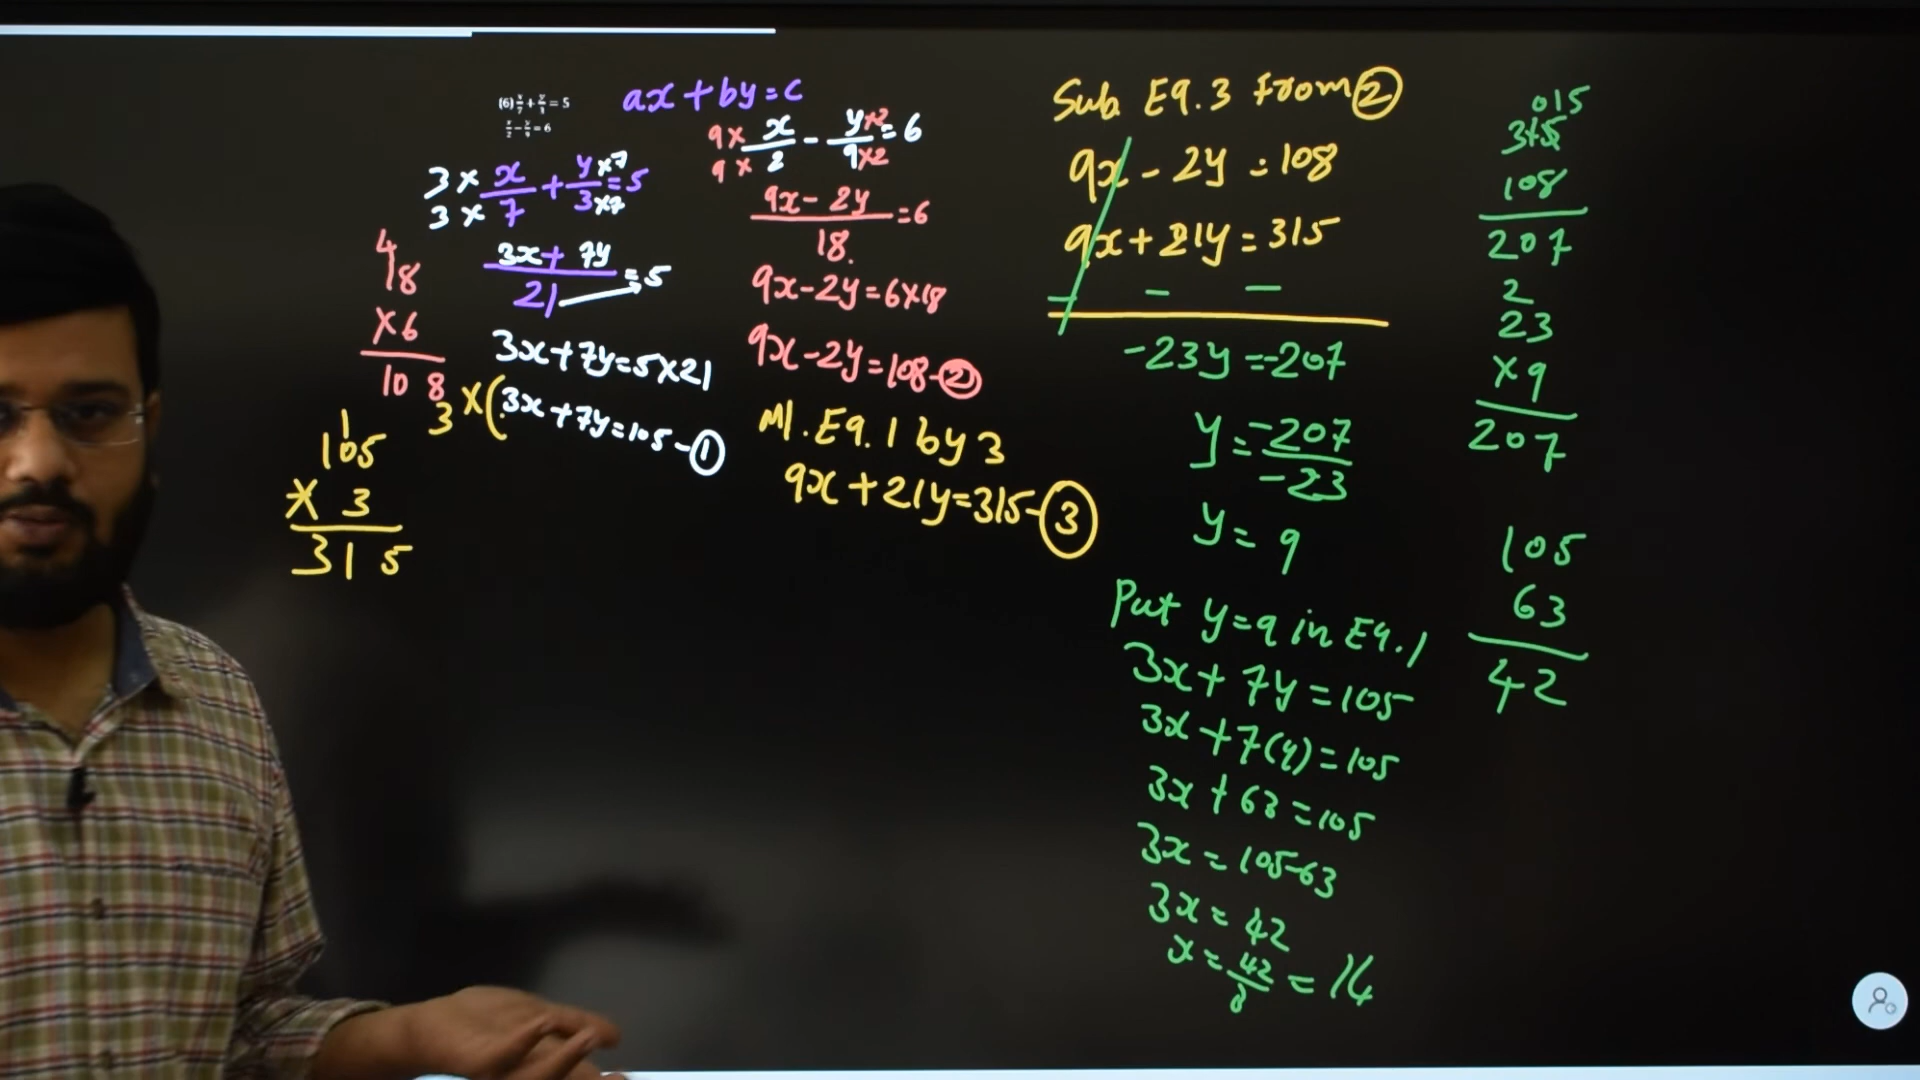 (6) x/7 + y/3 = 5
x/2 - y/9 = 6
ax + by = c
3 × x/7 + y×7/3×7 = 5
3 ×
3x + 7y / 21 = 5
3x + 7y = 5×21
3 × (3x + 7y = 105 - ①
4
18
×6
108
1
105
× 3
315
9× x/2 - y×2/9×2 = 6
9×
9x - 2y / 18. = 6
9x - 2y = 6×18
9x - 2y = 108 - ②
Ml. Eq. 1 by 3
9x + 21y = 315 - ③
Sub Eq. 3 from ②
9x - 2y = 108
9x + 21y = 315
- - -
-23y = -207
y = -207/-23
y = 9
Put y=9 in Eq. 1
3x + 7y = 105
3x + 7(9) = 105
3x + 63 = 105
3x = 105-63
3x = 42
x = 42/3 = 14
015
315
108
207
2
23
×9
207
105
63
42